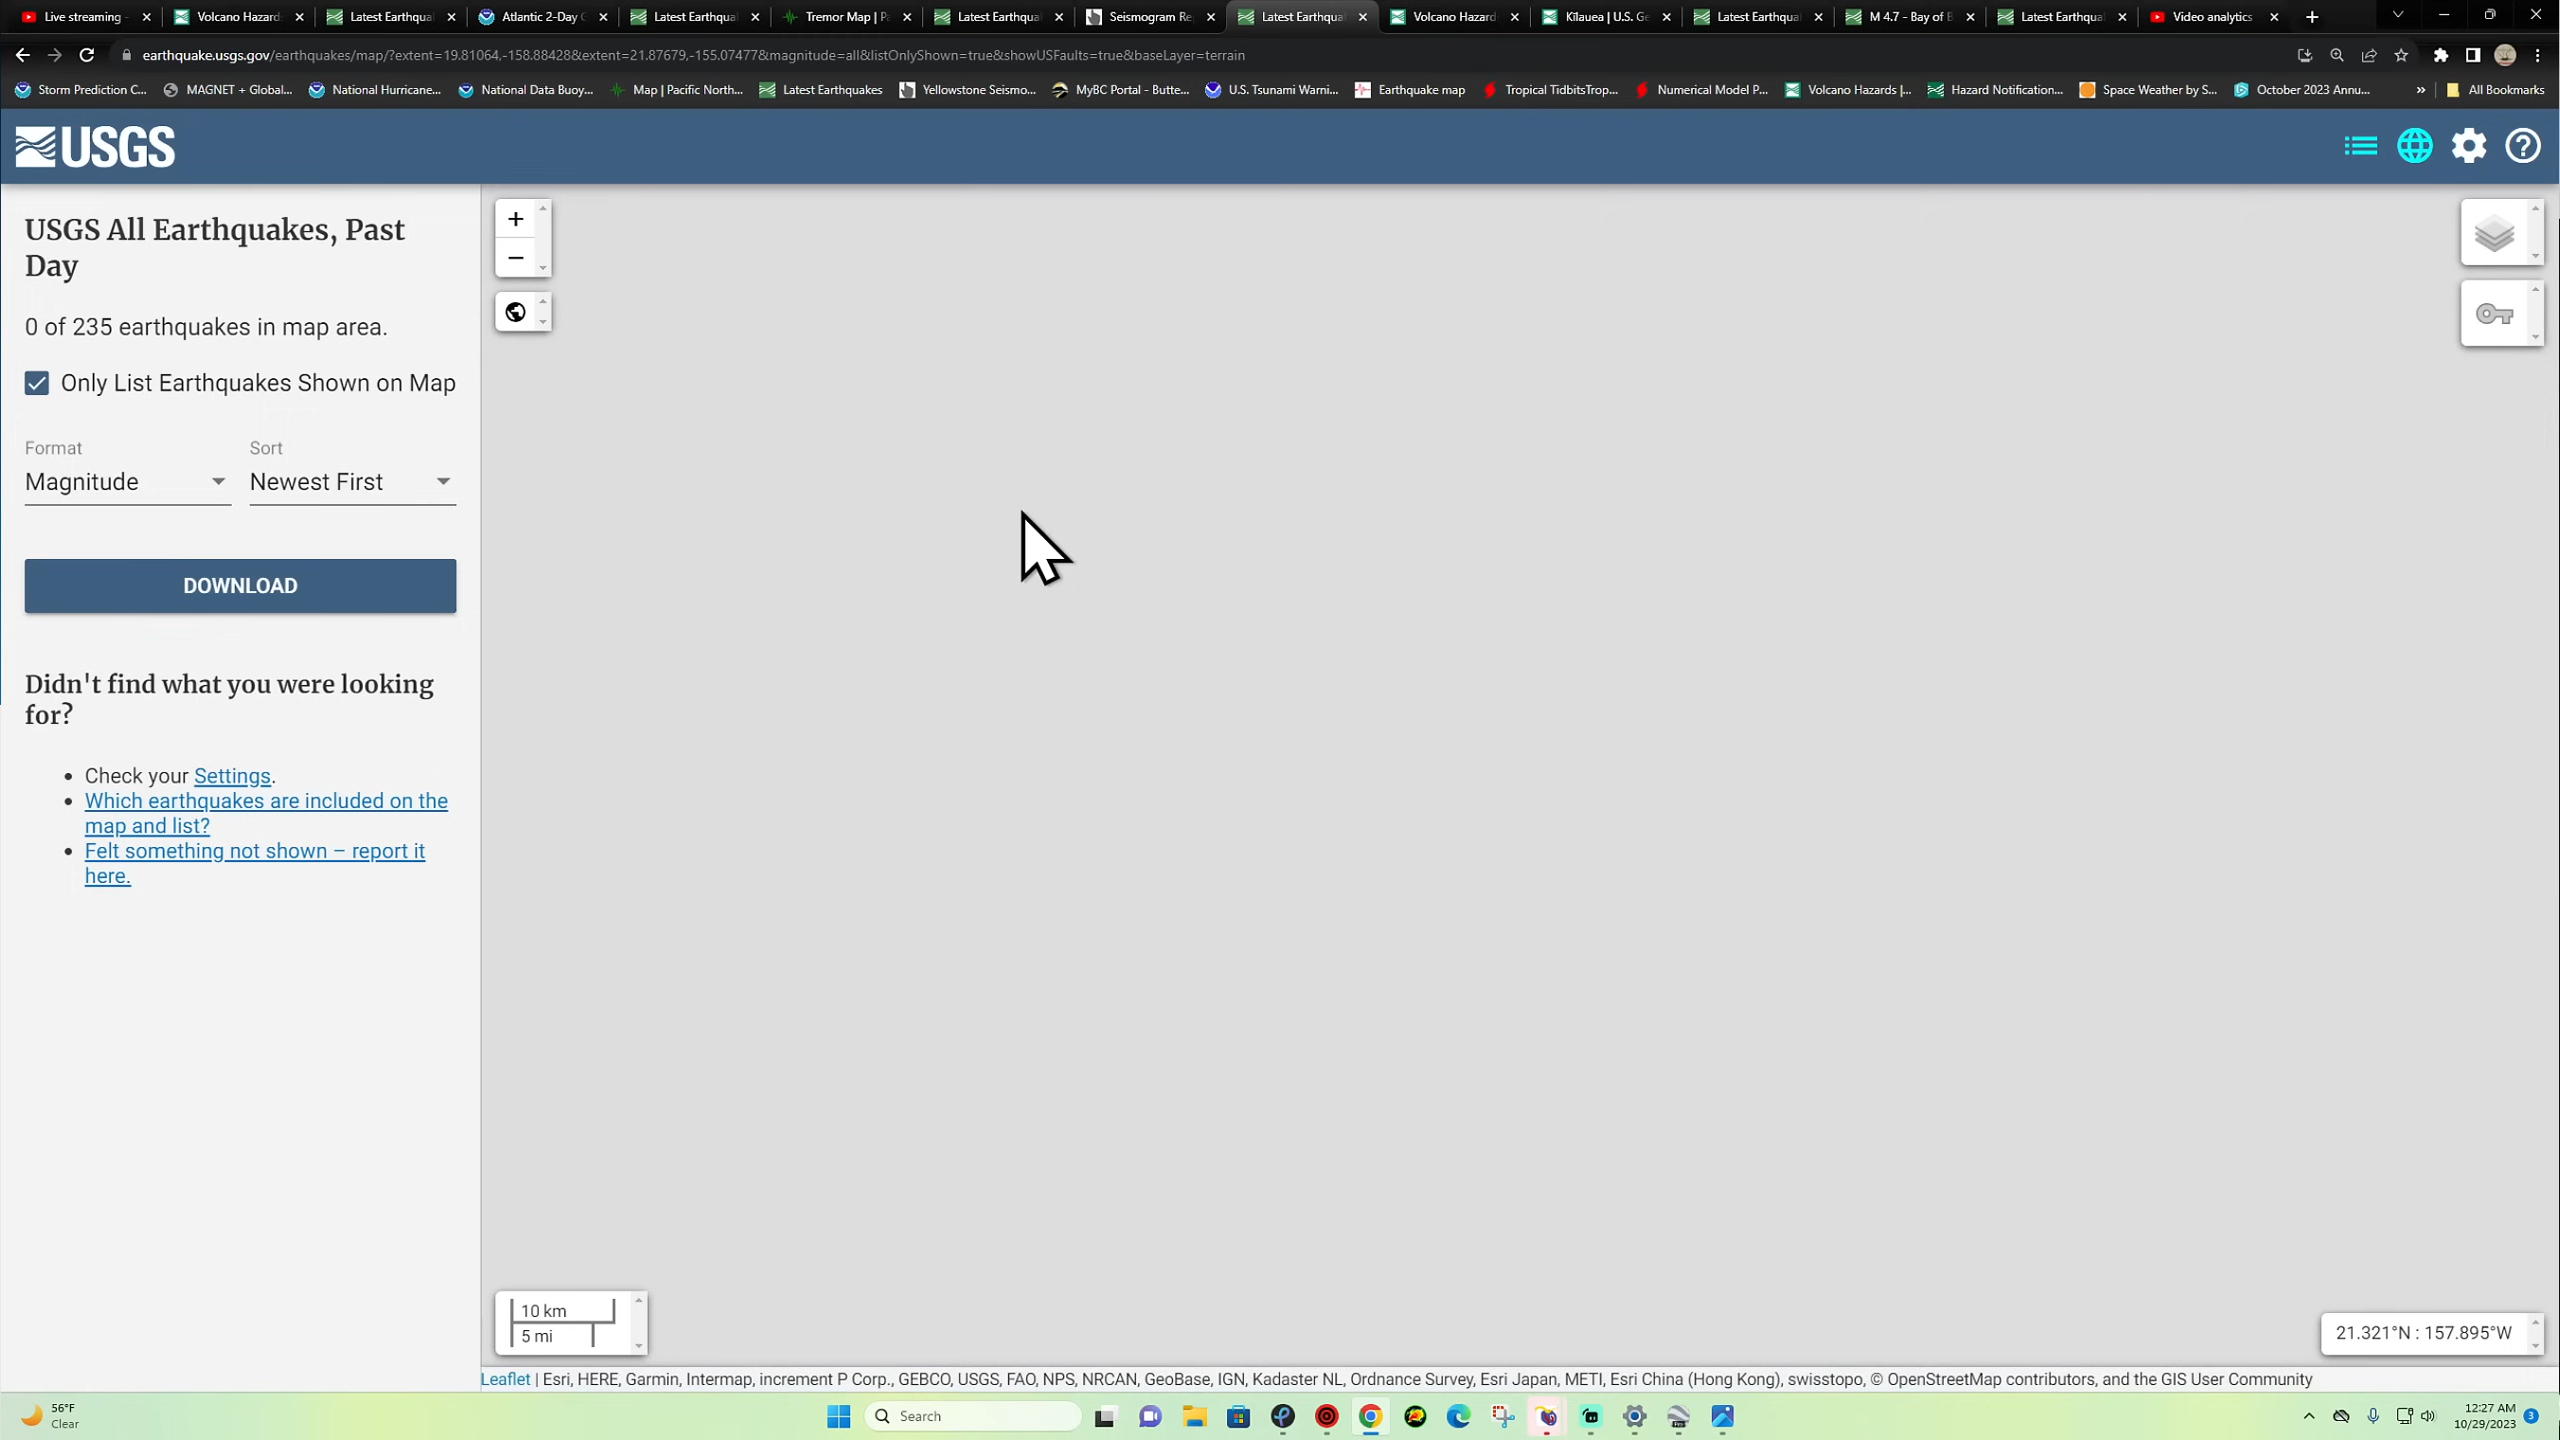 Live streaming -
Volcano Hazard
Latest Earthqua
Atlantic 2-Day G
Latest Earthqua
Tremor Map | Pa
Latest Earthqua
Seismogram Re
Latest Earthqua
Volcano Hazard
Kīlauea | U.S. Ge
Latest Earthqua
M 4.7 - Bay of B
Latest Earthqua
Video analytics
earthquake.usgs.gov/earthquakes/map/?extent=19.81064,-158.88428&extent=21.87679,-155.07477&magnitude=all&listOnlyShown=true&showUSFaults=true&baseLayer=terrain
Storm Prediction C...
MAGNET + Global...
National Hurricane...
National Data Buoy...
Map | Pacific North...
Latest Earthquakes
Yellowstone Seismo...
MyBC Portal - Butte...
U.S. Tsunami Warni...
Earthquake map
Tropical TidbitsTrop...
Numerical Model P...
Volcano Hazards |...
Hazard Notification...
Space Weather by S...
October 2023 Annu...
»
All Bookmarks
USGS
USGS All Earthquakes, Past
Day
0 of 235 earthquakes in map area.
Only List Earthquakes Shown on Map
Format
Sort
Magnitude
Newest First
DOWNLOAD
Didn't find what you were looking
for?
• Check your Settings.
• Which earthquakes are included on the
map and list?
• Felt something not shown – report it
here.
+
−
10 km
5 mi
21.321°N : 157.895°W
Leaflet | Esri, HERE, Garmin, Intermap, increment P Corp., GEBCO, USGS, FAO, NPS, NRCAN, GeoBase, IGN, Kadaster NL, Ordnance Survey, Esri Japan, METI, Esri China (Hong Kong), swisstopo, © OpenStreetMap contributors, and the GIS User Community
56°F
Clear
Search
12:27 AM
10/29/2023
3